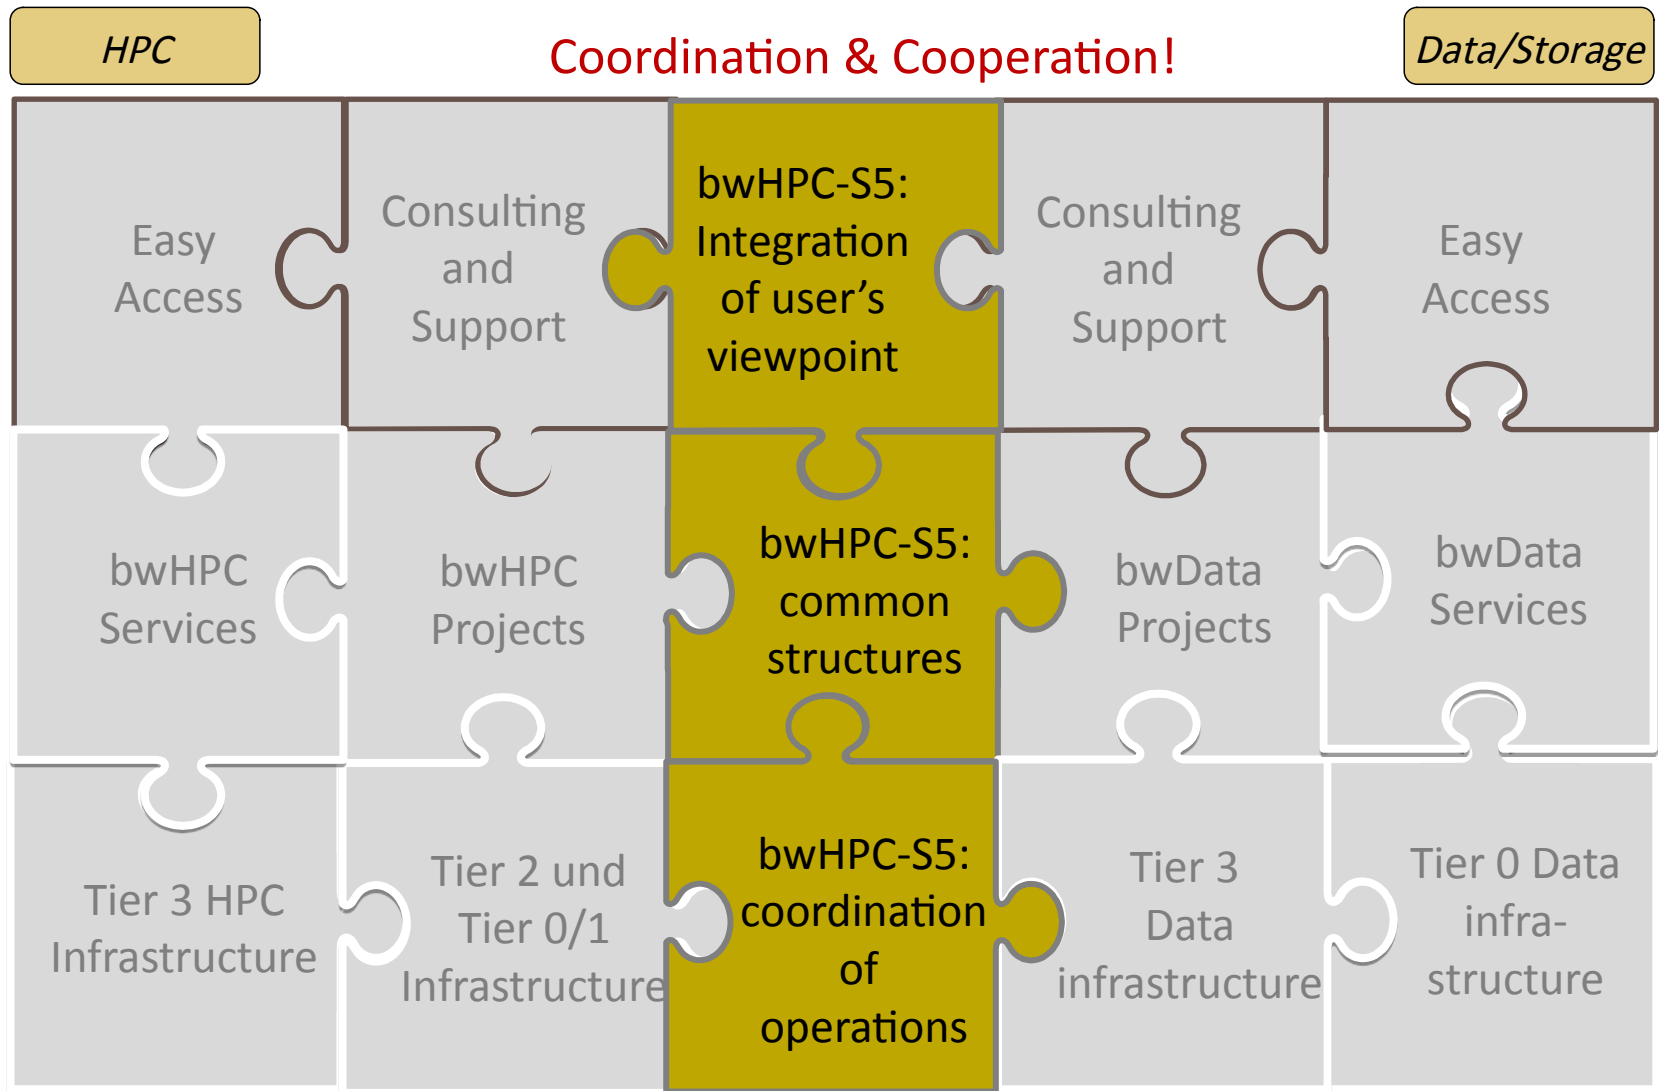 HPC
Coordination & Cooperation!
Data/Storage
Easy
Access
Consulting
and
Support
bwHPC-S5:
Integration
of user’s
viewpoint
Consulting
and
Support
Easy
Access
bwHPC
Services
bwHPC
Projects
bwHPC-S5:
common
structures
bwData
Projects
bwData
Services
Tier 3 HPC
Infrastructure
Tier 2 und
Tier 0/1
Infrastructure
bwHPC-S5:
coordination
of
operations
Tier 3
Data
infrastructure
Tier 0 Data
infra-
structure